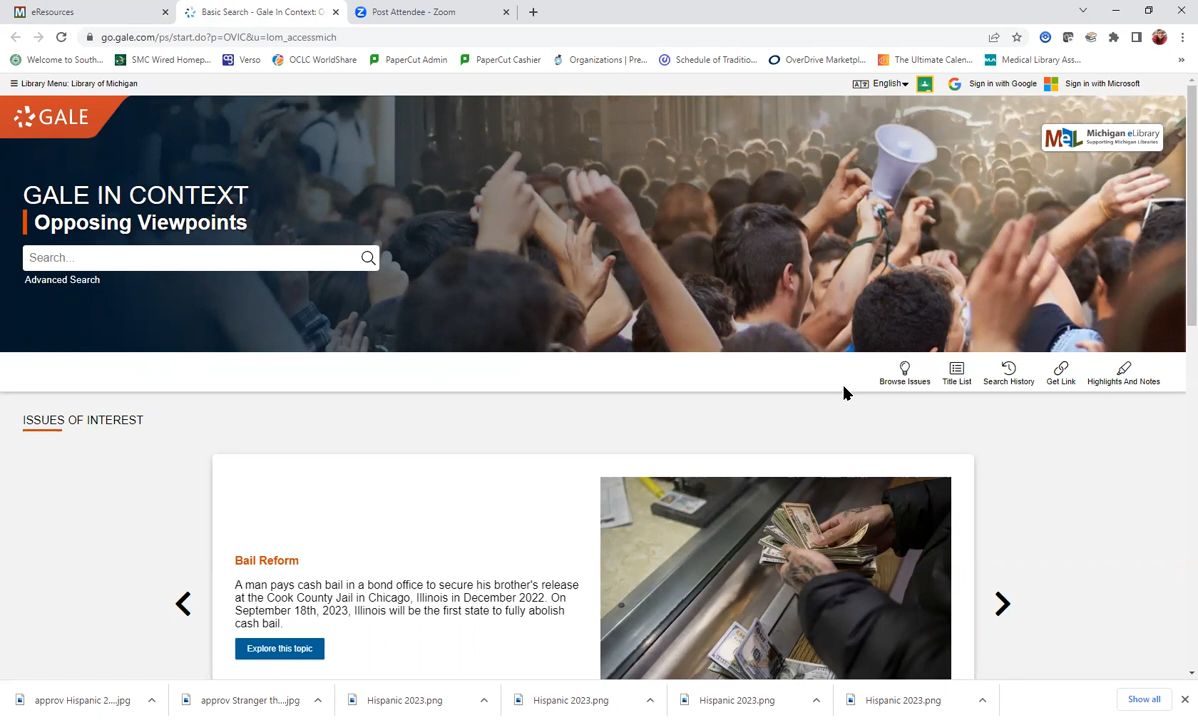 eResources
Basic Search - Gale In Context: O
Post Attendee - Zoom
go.gale.com/ps/start.do?p=OVIC&u=lom_accessmich
Welcome to South...
SMC Wired Homep...
Verso
OCLC WorldShare
PaperCut Admin
PaperCut Cashier
Organizations | Pre...
Schedule of Traditio...
OverDrive Marketpl...
The Ultimate Calen...
Medical Library Ass...
Library Menu: Library of Michigan
English
Sign in with Google
Sign in with Microsoft
GALE
MeL Michigan eLibrary
Supporting Michigan Libraries
GALE IN CONTEXT
Opposing Viewpoints
Search...
Advanced Search
Browse Issues
Title List
Search History
Get Link
Highlights And Notes
ISSUES OF INTEREST
Bail Reform
A man pays cash bail in a bond office to secure his brother's release
at the Cook County Jail in Chicago, Illinois in December 2022. On
September 18th, 2023, Illinois will be the first state to fully abolish
cash bail.
Explore this topic
approv Hispanic 2....jpg
approv Stranger th....jpg
Hispanic 2023.png
Hispanic 2023.png
Hispanic 2023.png
Hispanic 2023.png
Show all